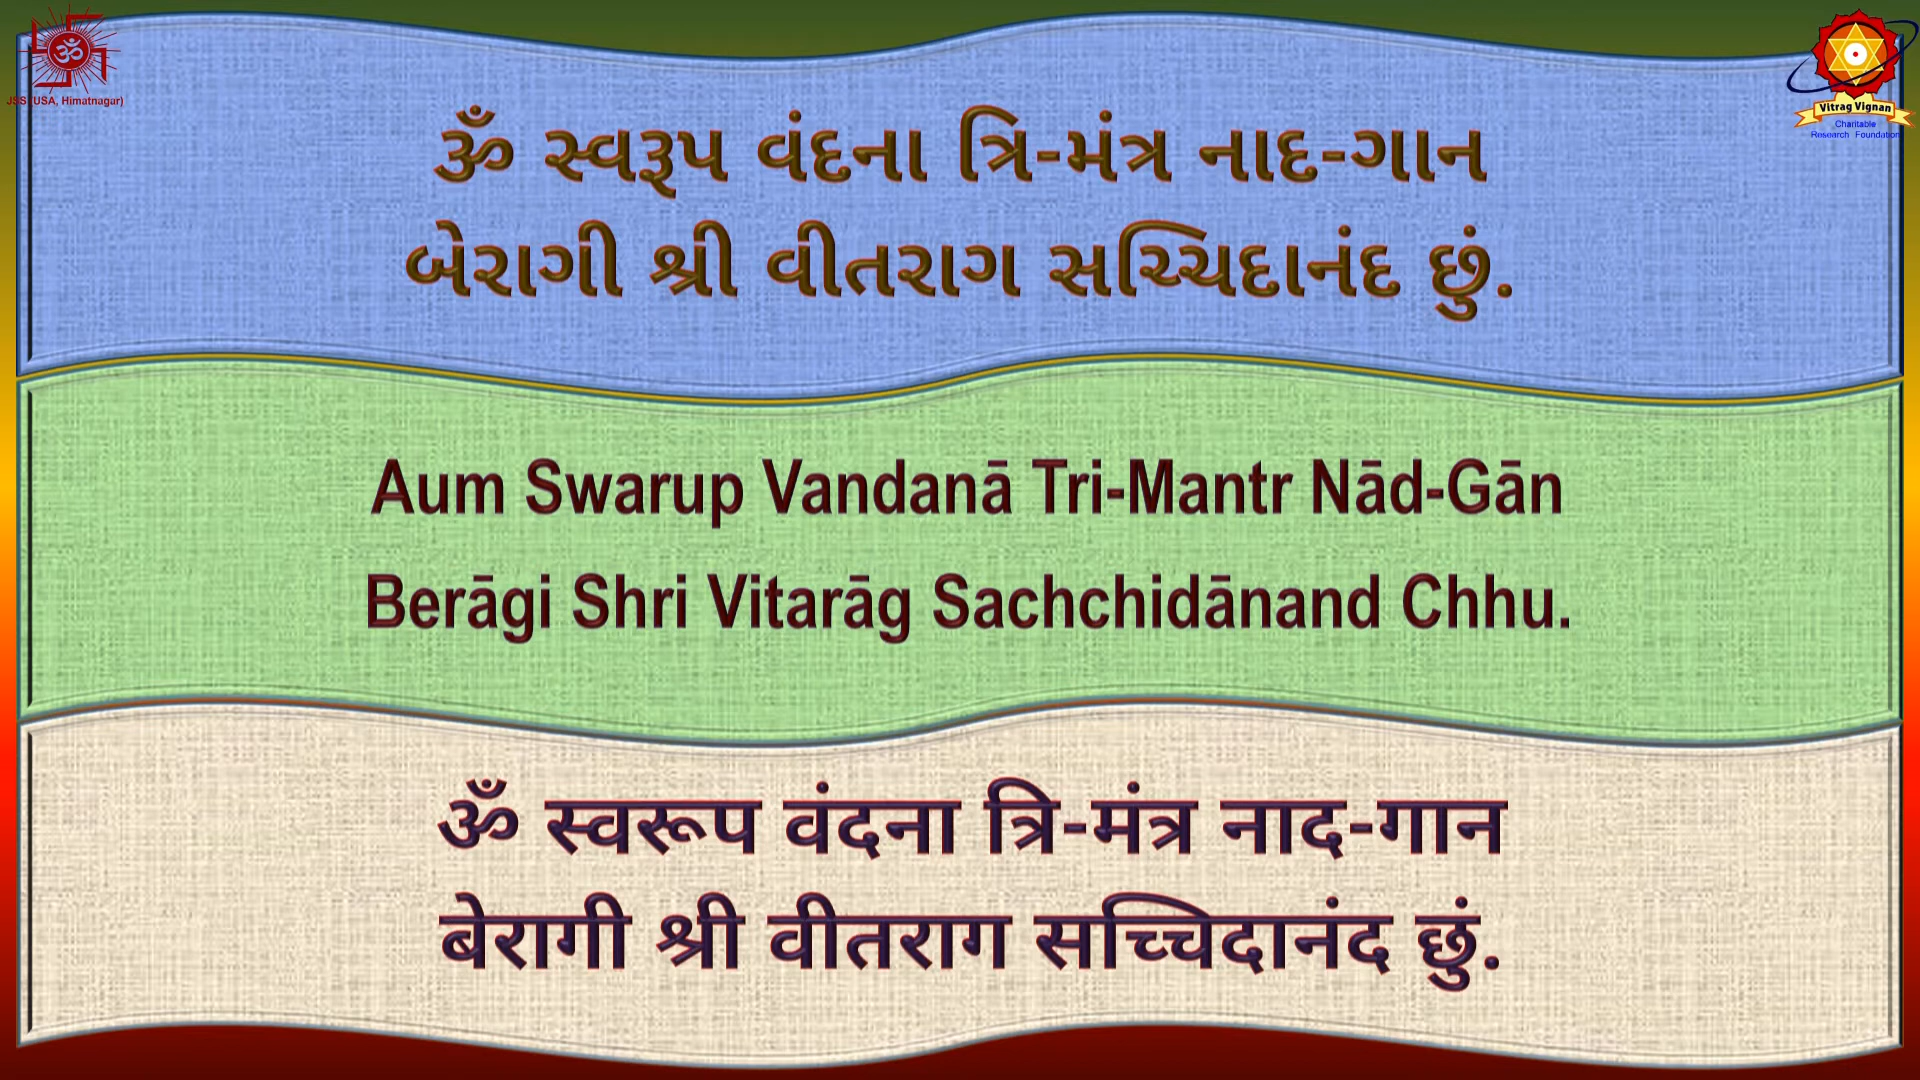 ૐ
JSS (USA, Himatnagar)
Vitrag Vignan
Charitable
Research Foundation
ૐ સ્વરૂપ વંદના ત્રિ-મંત્ર નાદ-ગાન
બેરાગી શ્રી વીતરાગ સચ્ચિદાનંદ છું.
Aum Swarup Vandanā Tri-Mantr Nād-Gān
Berāgi Shri Vitarāg Sachchidānand Chhu.
ॐ स्वरूप वंदना त्रि-मंत्र नाद-गान
बेरागी श्री वीतराग सच्चिदानंद छुं.